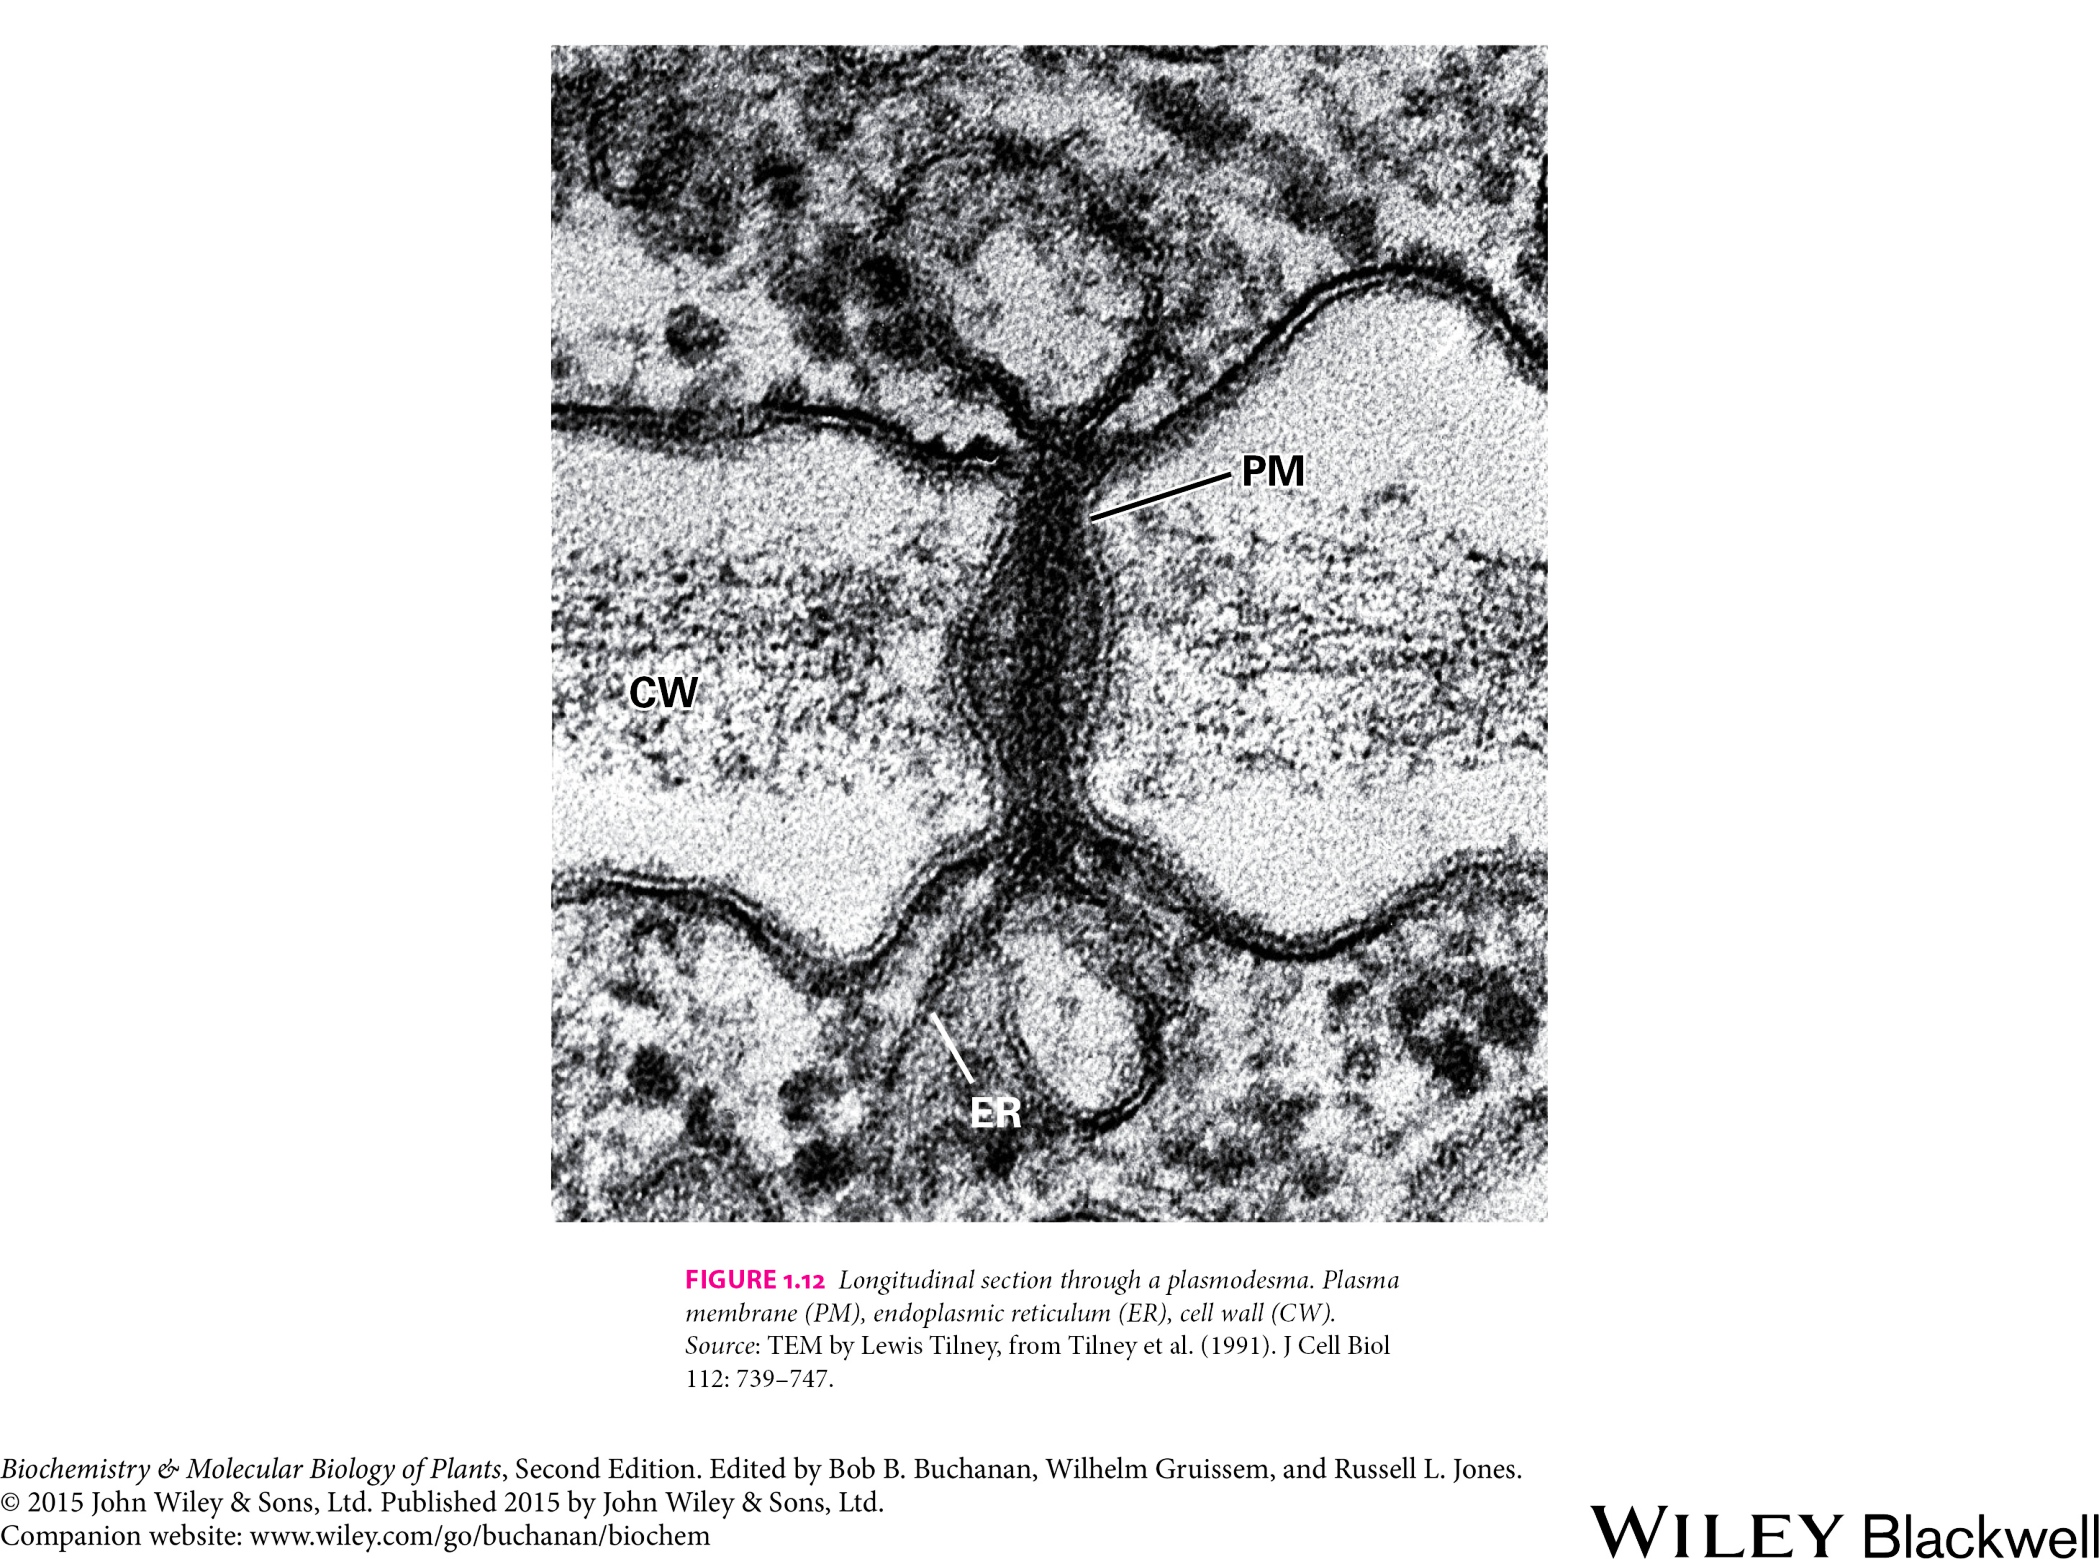 PM
CW
ER
FIGURE 1.12 Longitudinal section through a plasmodesma. Plasma
membrane (PM), endoplasmic reticulum (ER), cell wall (CW).
Source: TEM by Lewis Tilney, from Tilney et al. (1991). J Cell Biol
112: 739–747.
Biochemistry & Molecular Biology of Plants, Second Edition. Edited by Bob B. Buchanan, Wilhelm Gruissem, and Russell L. Jones.
© 2015 John Wiley & Sons, Ltd. Published 2015 by John Wiley & Sons, Ltd.
Companion website: www.wiley.com/go/buchanan/biochem
WILEY Blackwell